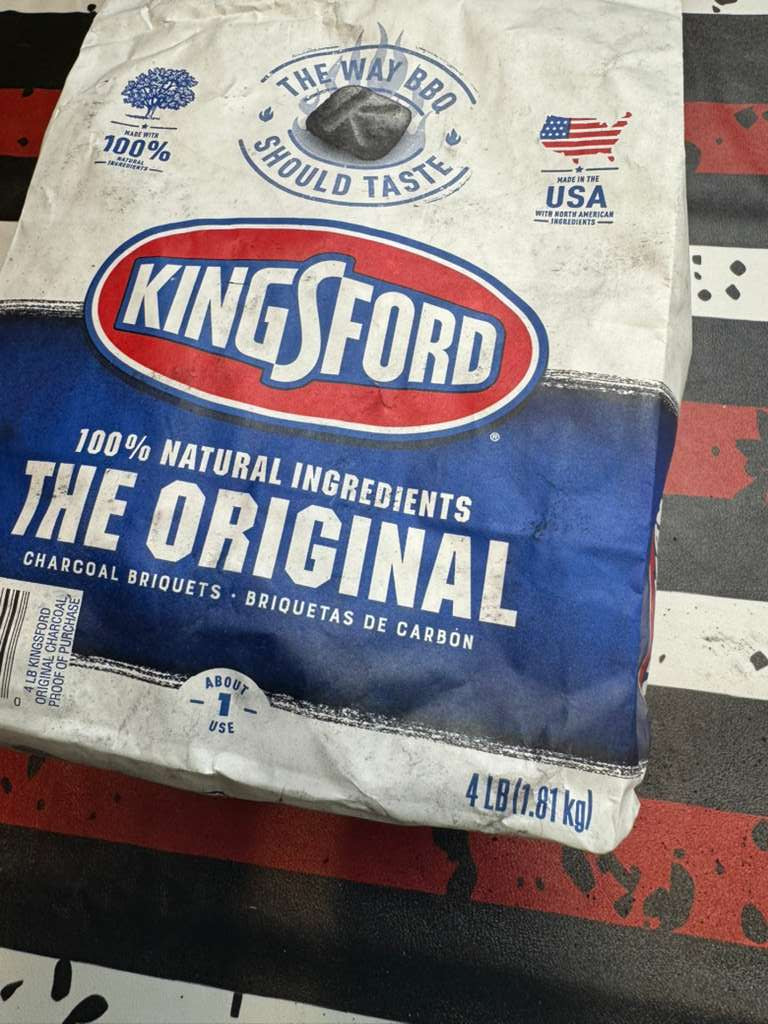 THE WAY BBQ
SHOULD TASTE
MADE WITH
100%
NATURAL
INGREDIENTS
MADE IN THE
USA
WITH NORTH AMERICAN
INGREDIENTS
KINGSFORD
®
100% NATURAL INGREDIENTS
THE ORIGINAL
CHARCOAL BRIQUETS · BRIQUETAS DE CARBÓN
4 LB KINGSFORD
ORIGINAL CHARCOAL
PROOF OF PURCHASE
0
ABOUT
1
USE
4 LB (1.81 kg)